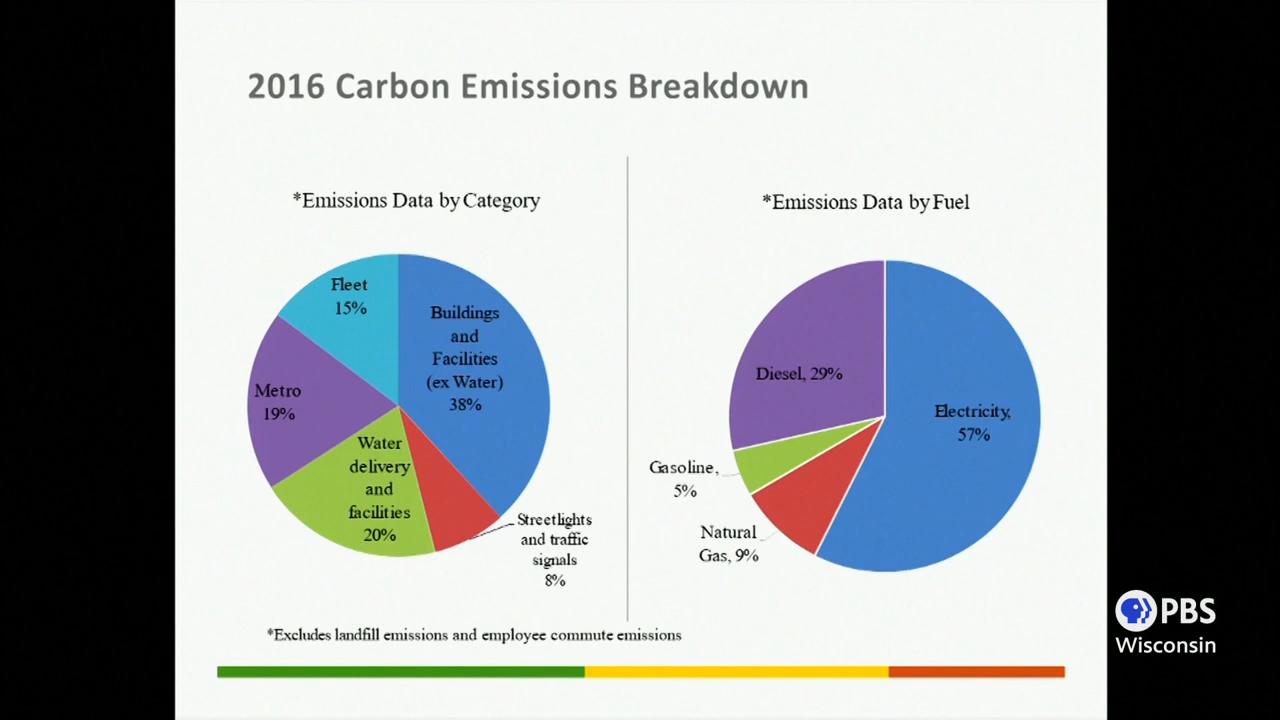 2016 Carbon Emissions Breakdown
*Emissions Data by Category
Fleet
15%
Buildings
and
Facilities
(ex Water)
38%
Metro
19%
Water
delivery
and
facilities
20%
Streetlights
and traffic
signals
8%
*Emissions Data by Fuel
Diesel, 29%
Electricity,
57%
Gasoline,
5%
Natural
Gas, 9%
*Excludes landfill emissions and employee commute emissions
PBS
Wisconsin